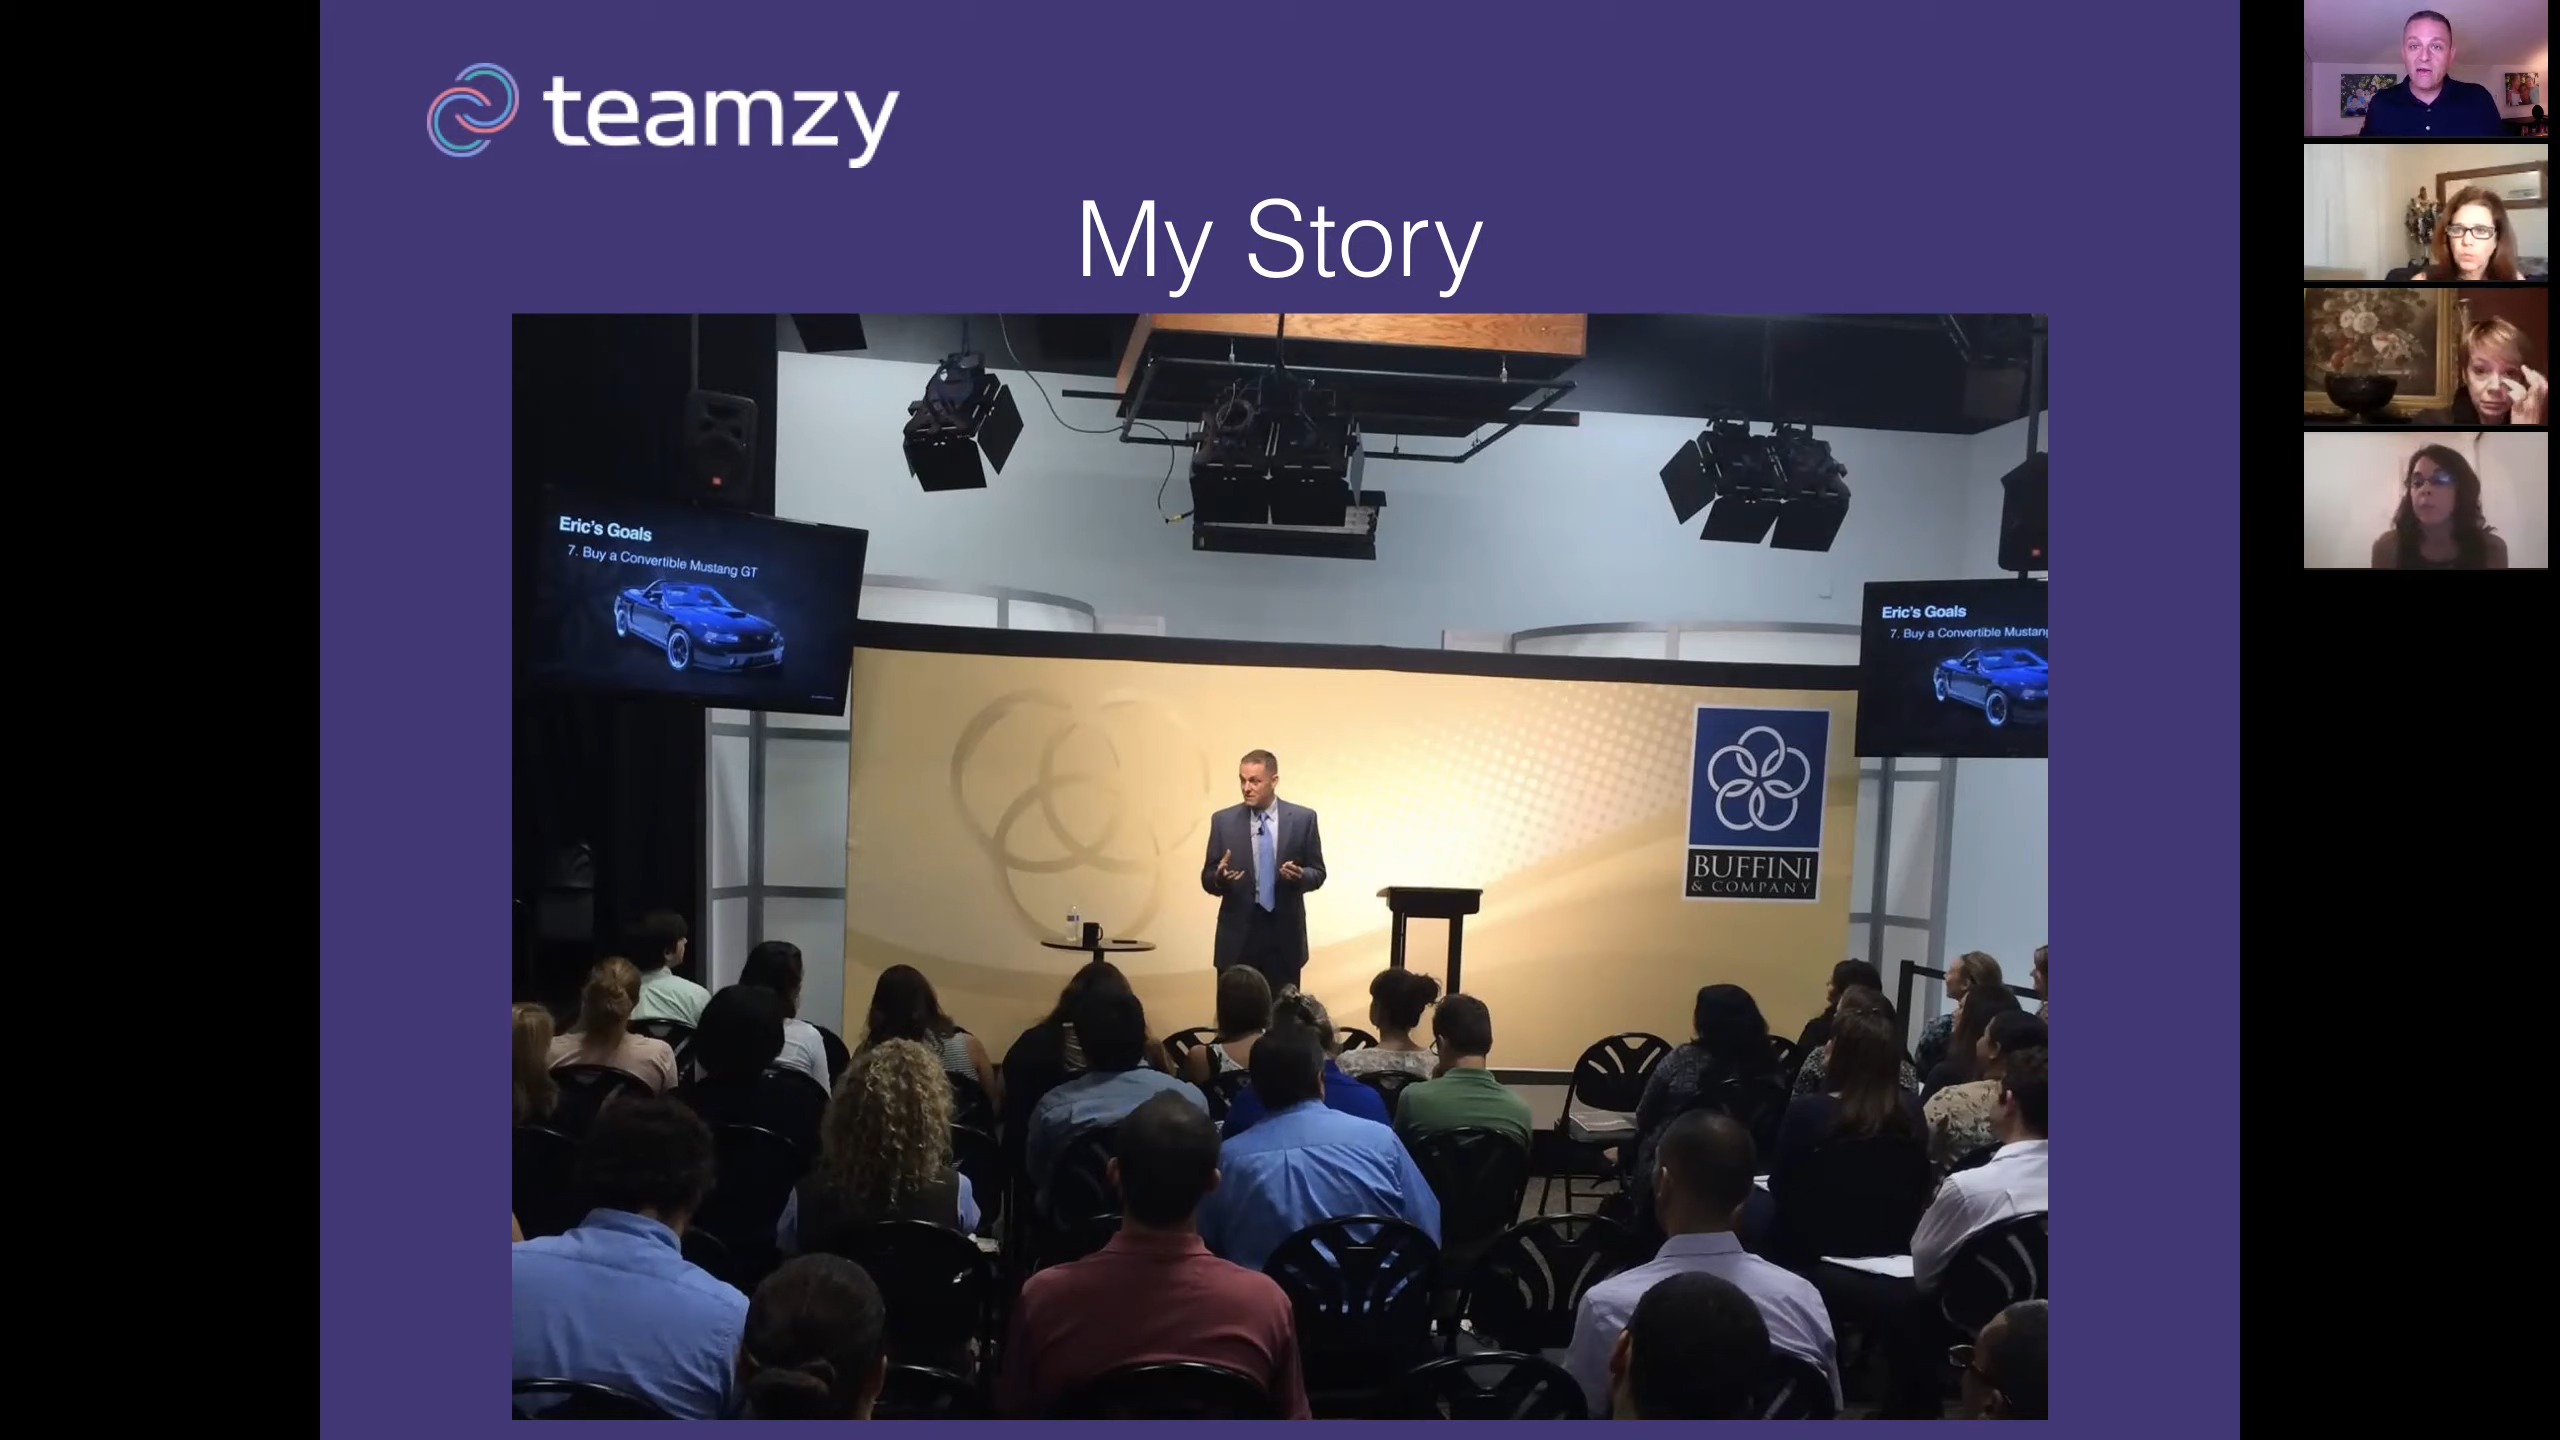 teamzy
My Story
Eric's Goals
7. Buy a Convertible Mustang GT
Eric's Goals
7. Buy a Convertible Mustang
BUFFINI
& COMPANY